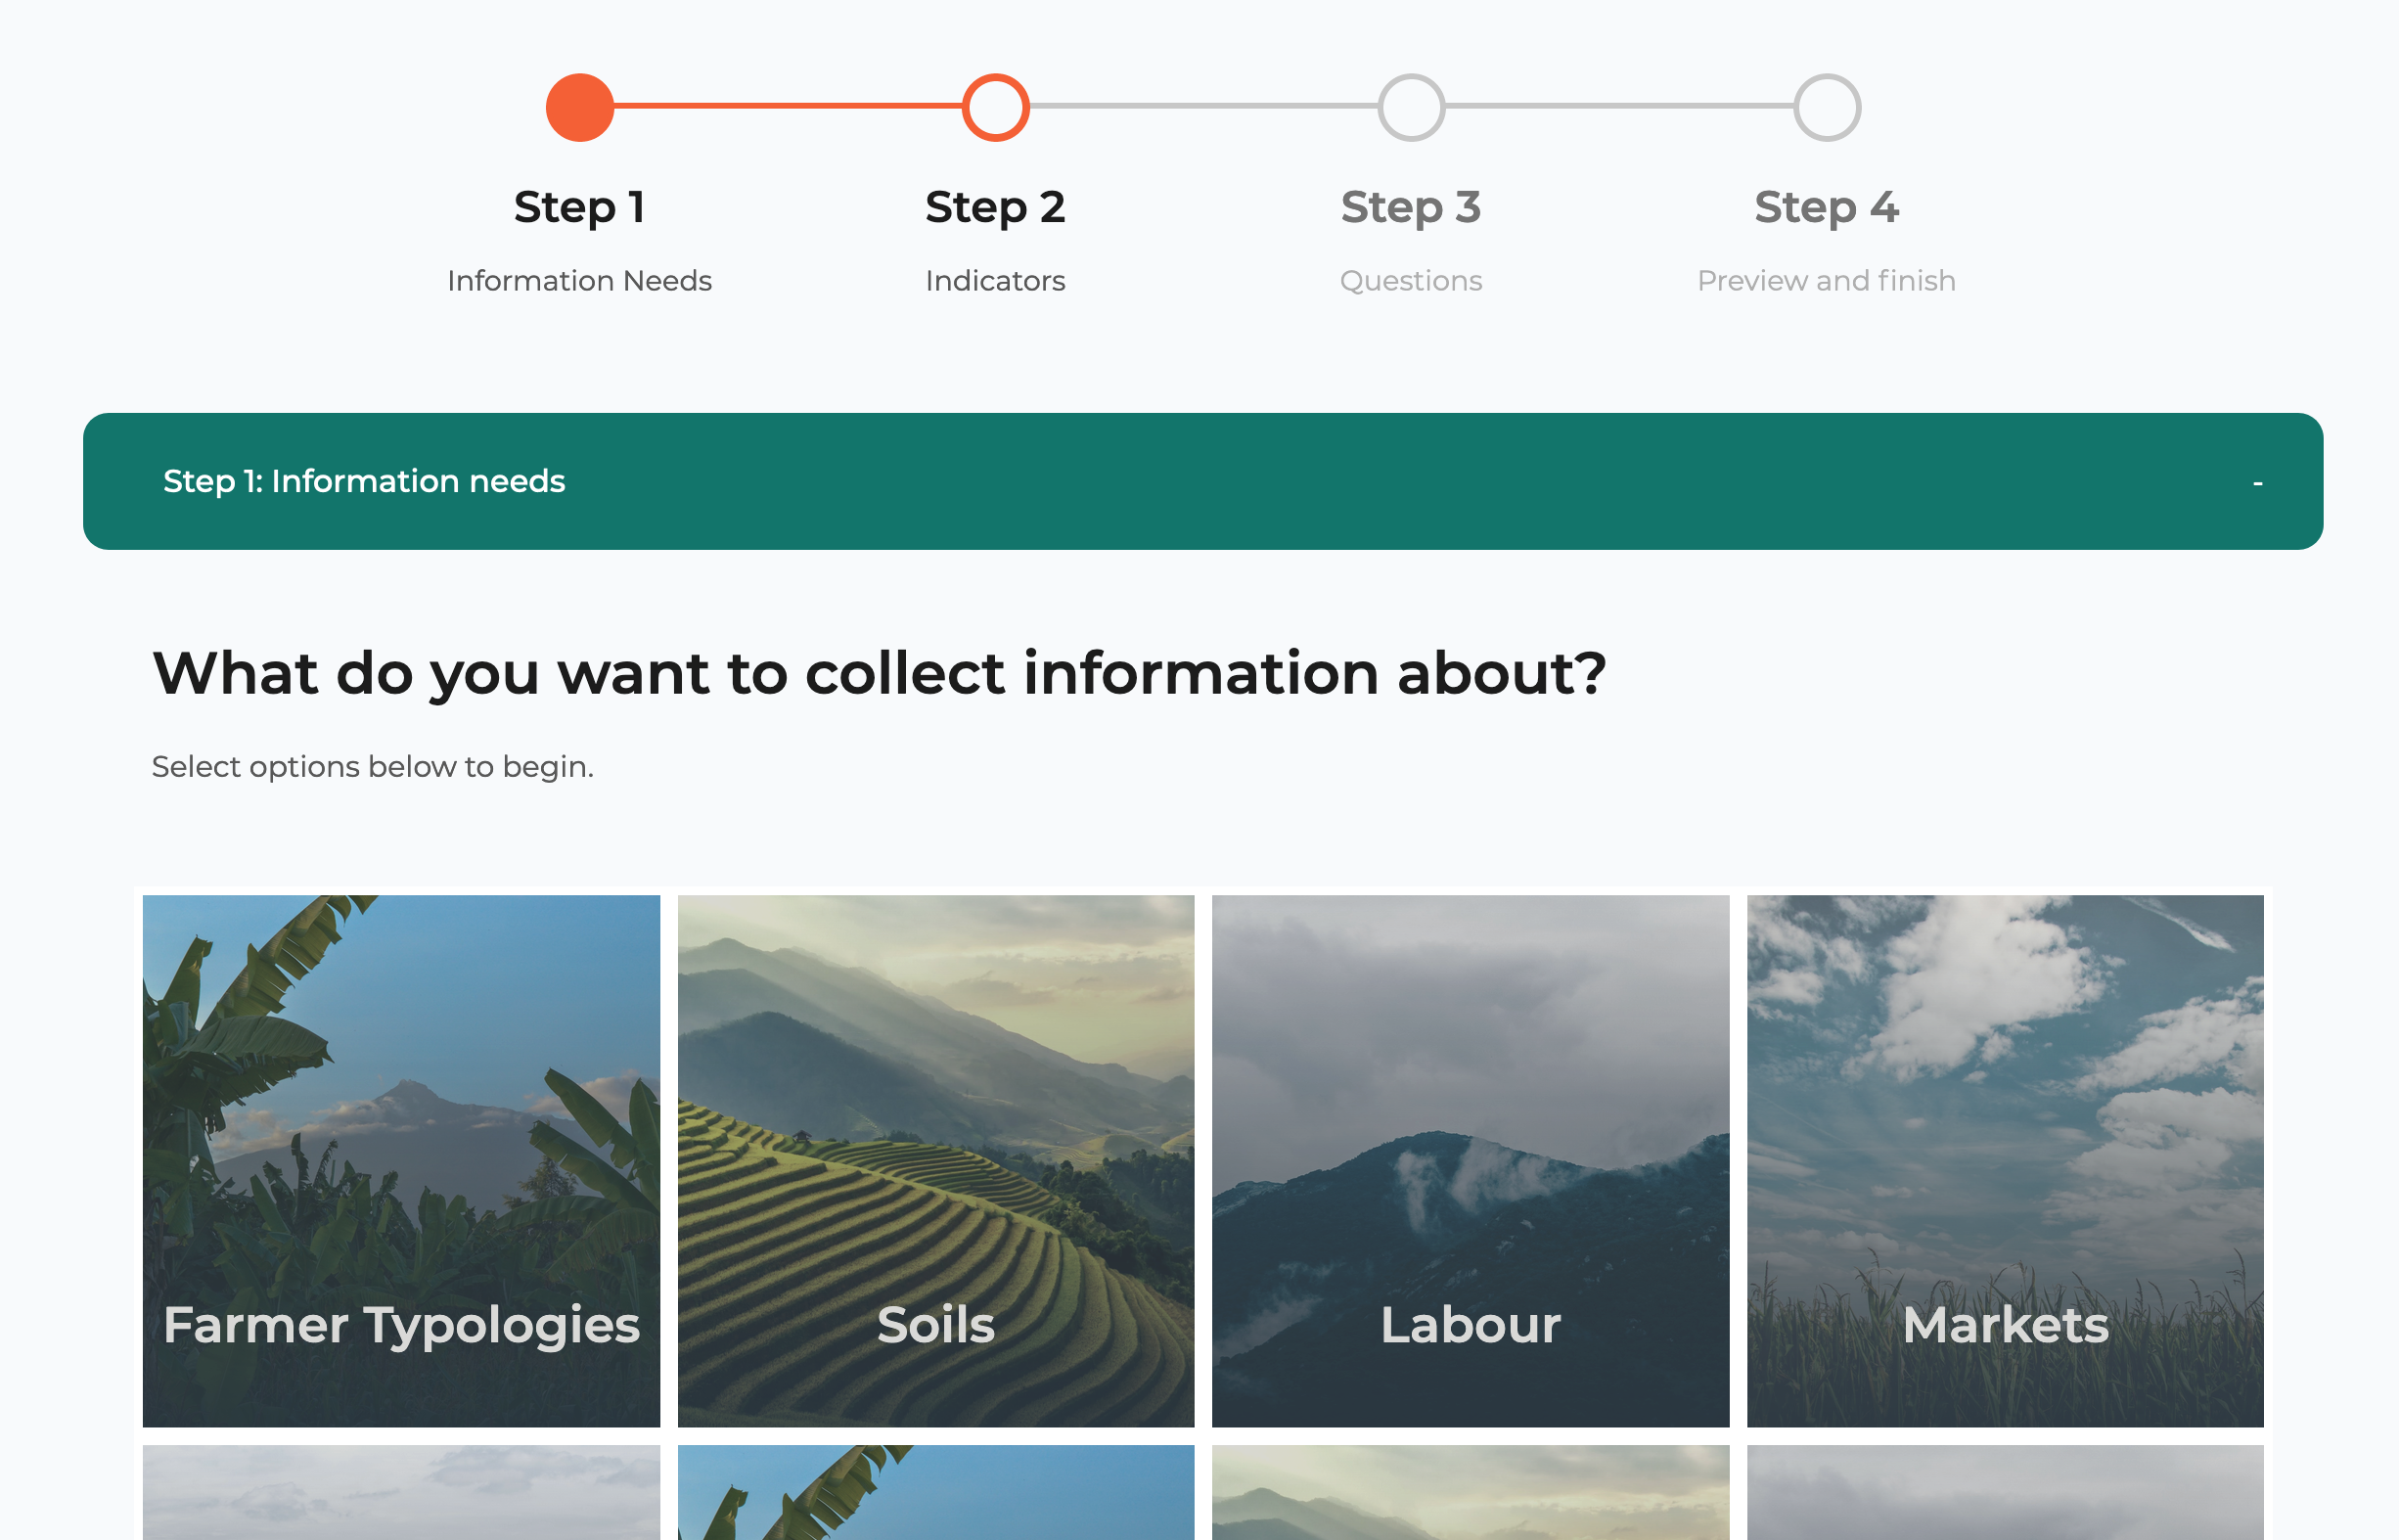 Step 1
Step 2
Step 3
Step 4
Information Needs
Indicators
Questions
Preview and finish
Step 1: Information needs
-
What do you want to collect information about?
Select options below to begin.
Farmer Typologies
Soils
Labour
Markets